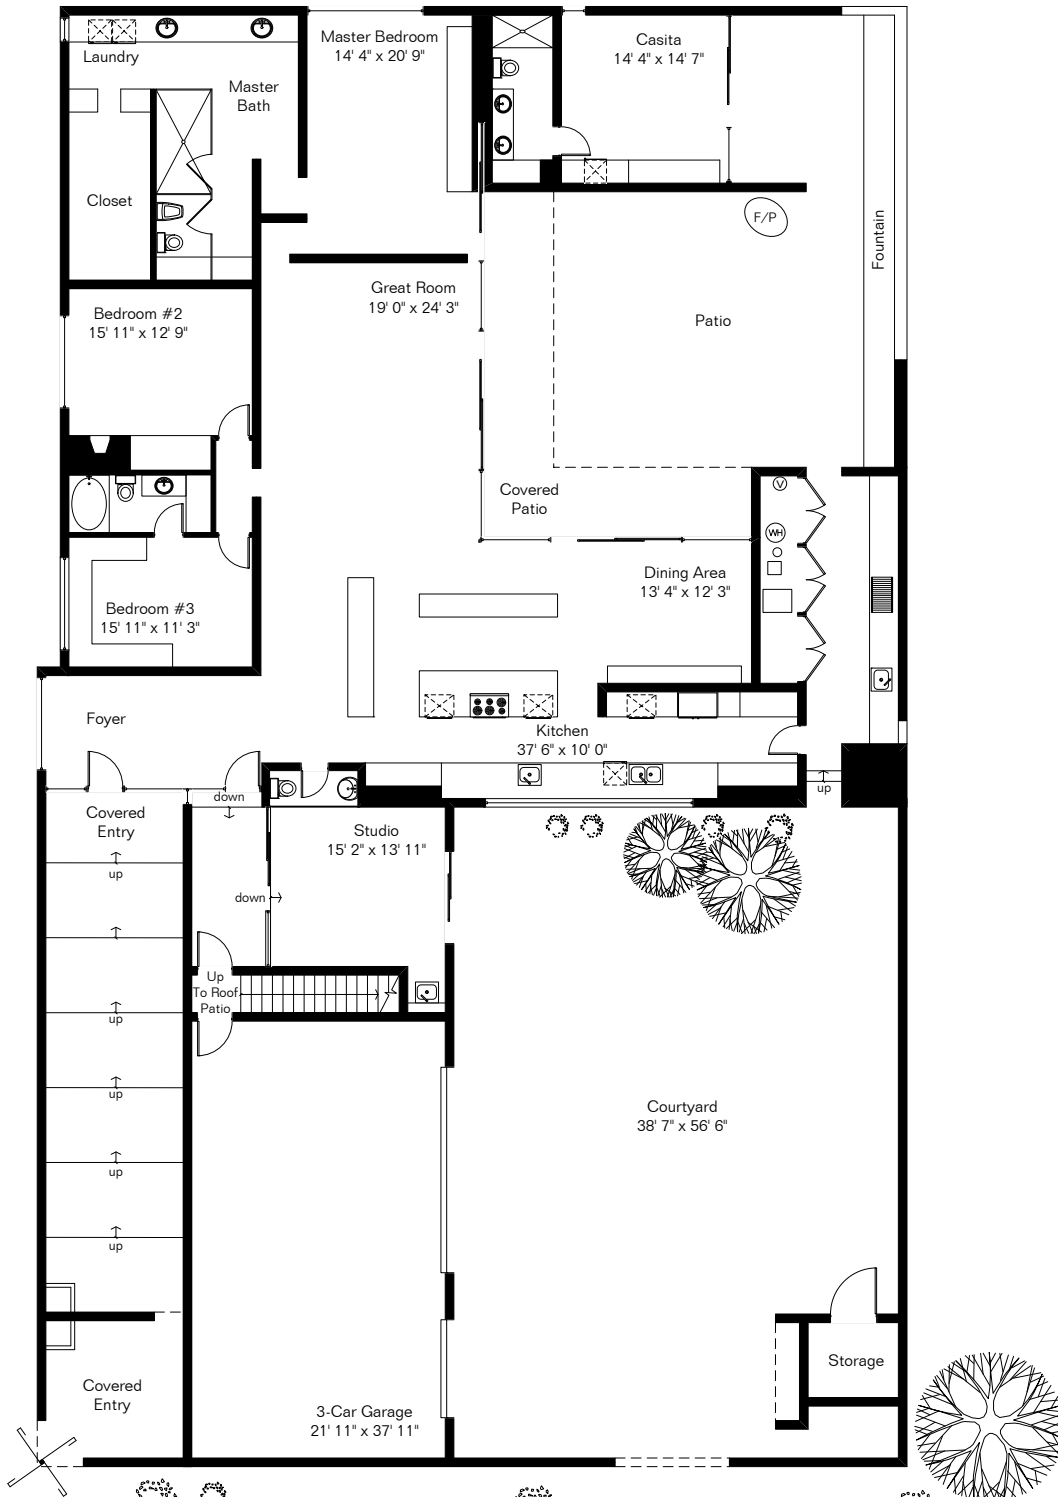 Laundry
Master
Bath
Closet
Master Bedroom
14' 4" x 20' 9"
Casita
14' 4" x 14' 7"
F/P
Fountain
Great Room
19' 0" x 24' 3"
Patio
Bedroom #2
15' 11" x 12' 9"
Covered
Patio
V
WH
Dining Area
13' 4" x 12' 3"
Bedroom #3
15' 11" x 11' 3"
Foyer
Kitchen
37' 6" x 10' 0"
up
down
Covered
Entry
Studio
15' 2" x 13' 11"
up
down
Up
To Roof
Patio
up
up
up
up
Courtyard
38' 7" x 56' 6"
Storage
Covered
Entry
3-Car Garage
21' 11" x 37' 11"